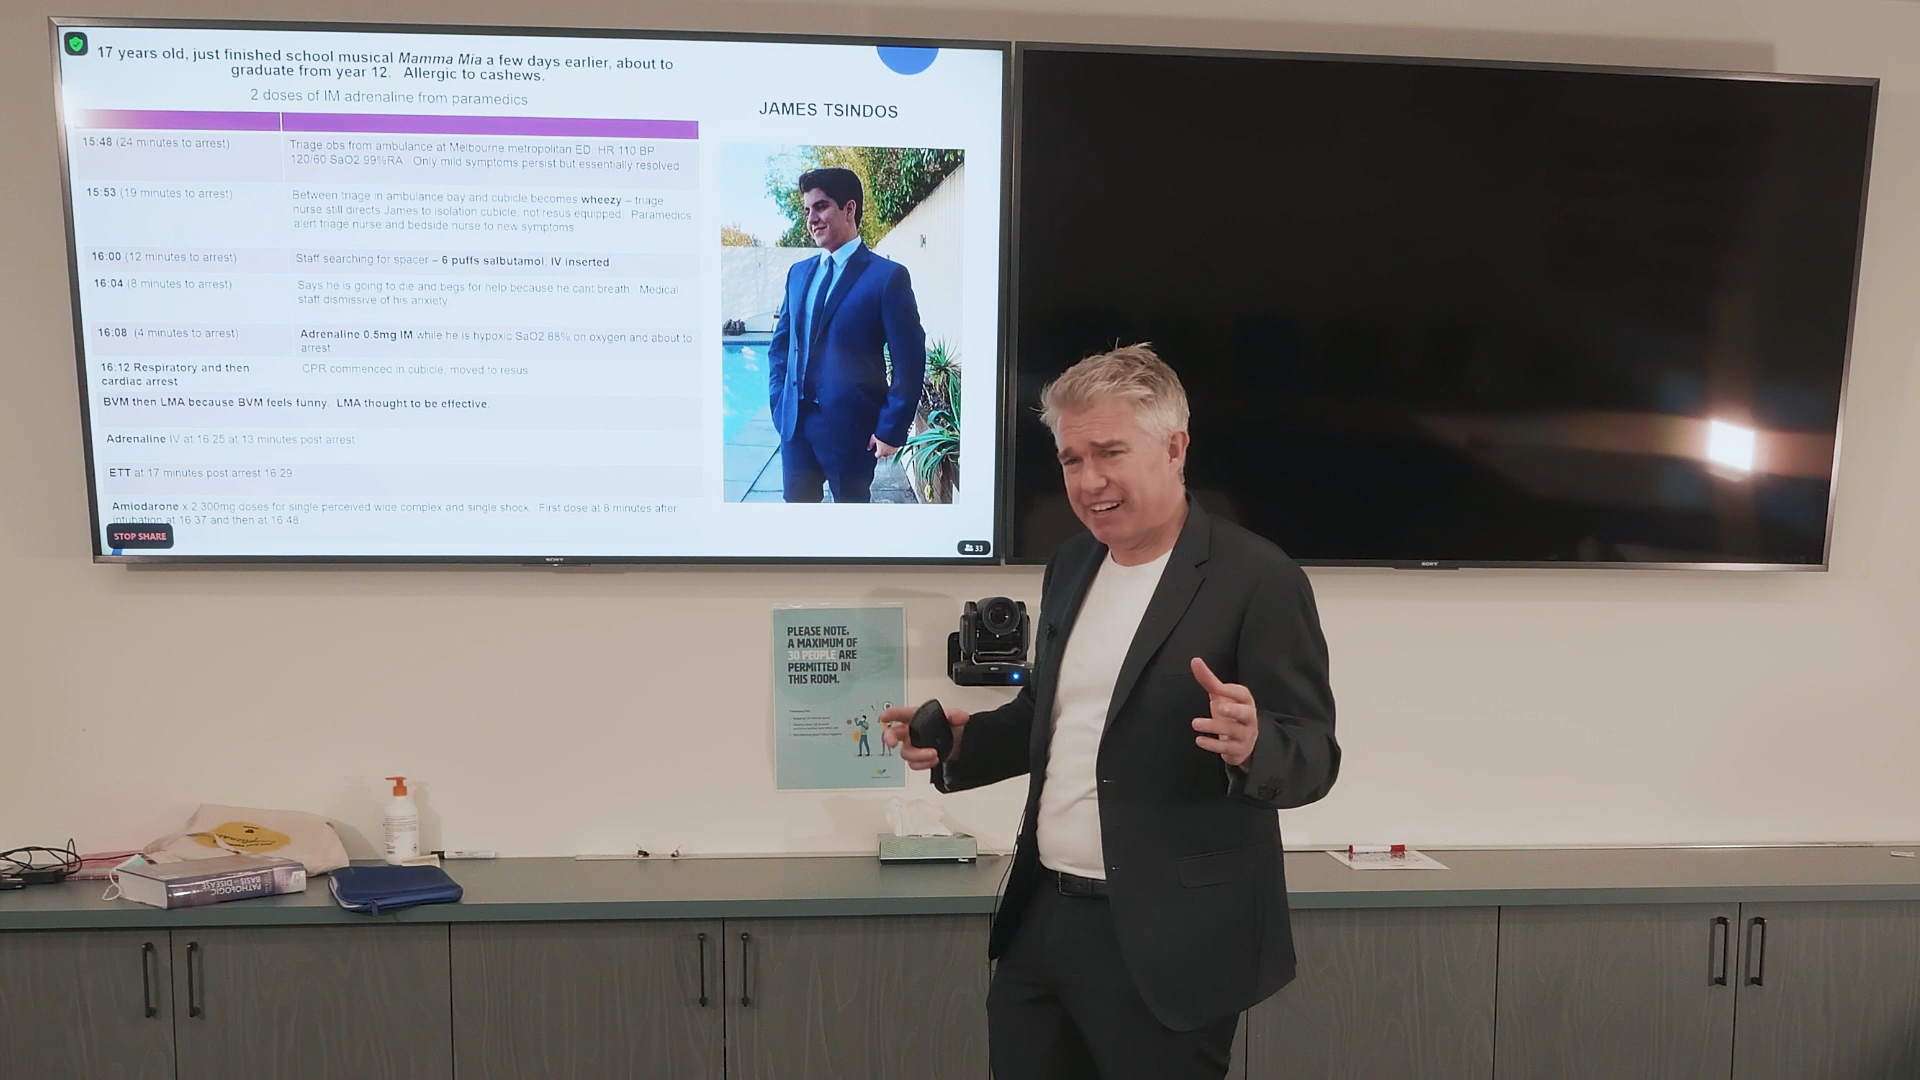 17 years old, just finished school musical Mamma Mia a few days earlier, about to
graduate from year 12. Allergic to cashews.
2 doses of IM adrenaline from paramedics
JAMES TSINDOS
15:48 (24 minutes to arrest)
Triage obs from ambulance at Melbourne metropolitan ED HR 110 BP
120/60 SaO2 99%RA Only mild symptoms persist but essentially resolved
15:53 (19 minutes to arrest)
Between triage in ambulance bay and cubicle becomes wheezy – triage
nurse still directs James to isolation cubicle, not resus equipped. Paramedics
alert triage nurse and bedside nurse to new symptoms
16:00 (12 minutes to arrest)
Staff searching for spacer – 6 puffs salbutamol, IV inserted
16:04 (8 minutes to arrest)
Says he is going to die and begs for help because he cant breath. Medical
staff dismissive of his anxiety
16:08 (4 minutes to arrest)
Adrenaline 0.5mg IM while he is hypoxic SaO2 88% on oxygen and about to
arrest.
16:12 Respiratory and then
cardiac arrest
CPR commenced in cubicle, moved to resus
BVM then LMA because BVM feels funny. LMA thought to be effective.
Adrenaline IV at 16:25 at 13 minutes post arrest
ETT at 17 minutes post arrest 16:29
Amiodarone x 2 300mg doses for single perceived wide complex and single shock. First dose at 8 minutes after
intubation at 16:37 and then at 16:48
STOP SHARE
33
SONY
SONY
PLEASE NOTE.
A MAXIMUM OF
30 PEOPLE ARE
PERMITTED IN
THIS ROOM.
PATHOLOGIC
BASIS OF DISEASE